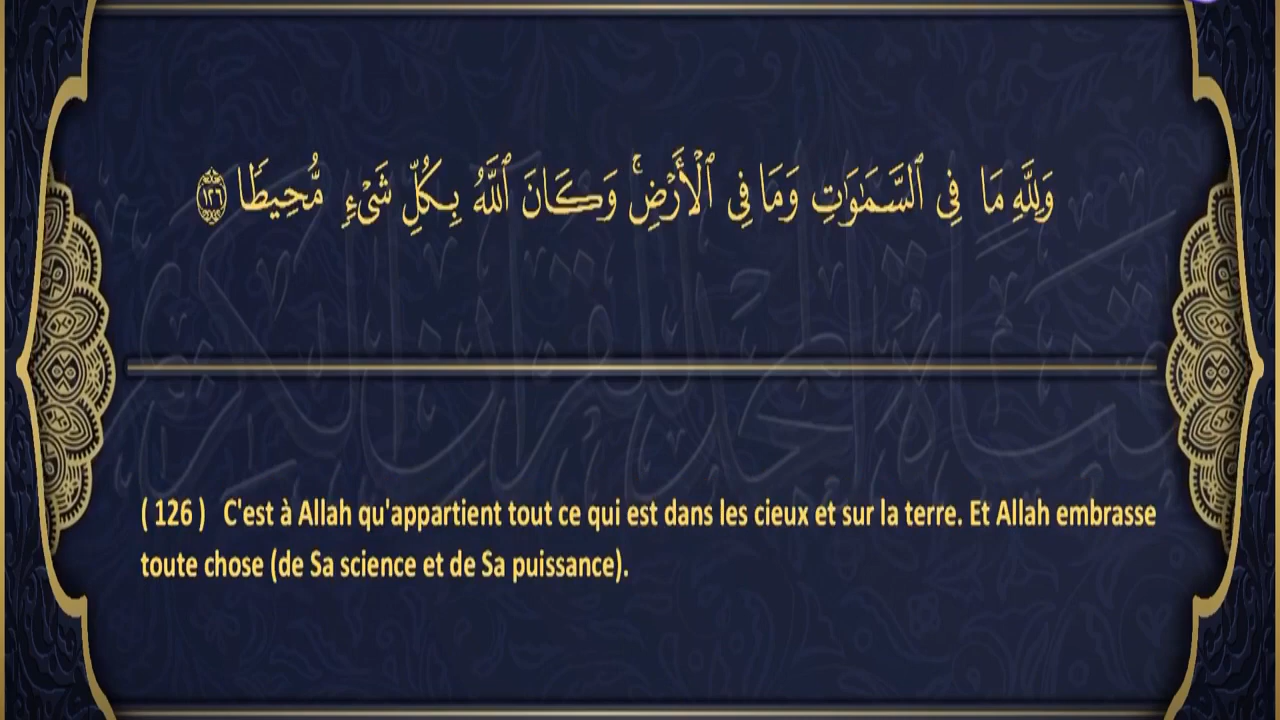 وَلِلَّهِ مَا فِى ٱلسَّمَٰوَٰتِ وَمَا فِى ٱلْأَرْضِ ۚ وَكَانَ ٱللَّهُ بِكُلِّ شَىْءٍ مُّحِيطًا ١٢٦
( 126 ) C'est à Allah qu'appartient tout ce qui est dans les cieux et sur la terre. Et Allah embrasse
toute chose (de Sa science et de Sa puissance).